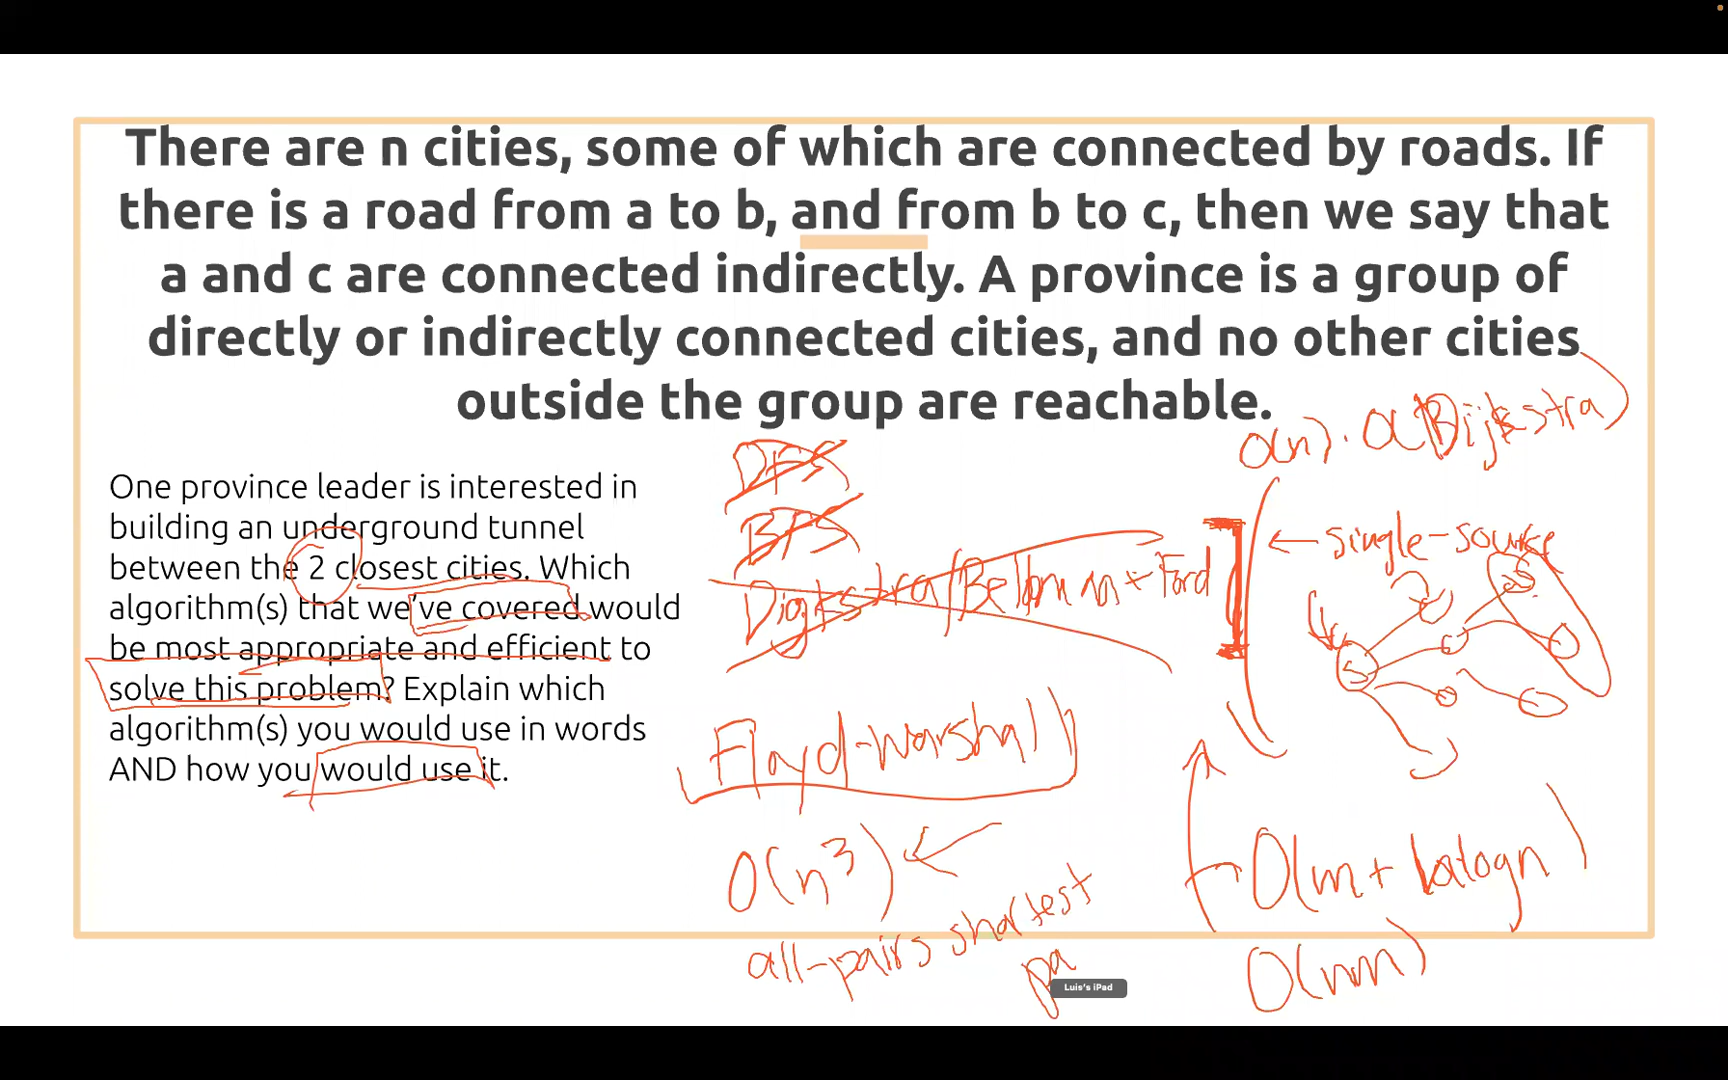 There are n cities, some of which are connected by roads. If
there is a road from a to b, and from b to c, then we say that
a and c are connected indirectly. A province is a group of
directly or indirectly connected cities, and no other cities
outside the group are reachable.
One province leader is interested in
building an underground tunnel
between the 2 closest cities. Which
algorithm(s) that we've covered would
be most appropriate and efficient to
solve this problem? Explain which
algorithm(s) you would use in words
AND how you would use it.
DFS
BFS
Digkstra/Bellman + Ford
Floyd-Warshall
O(n³)
all-pairs shortest
pa
O(n) · O(Dijkstra)
single-source
S
O(m + nlogn)
O(nm)
Luis's iPad